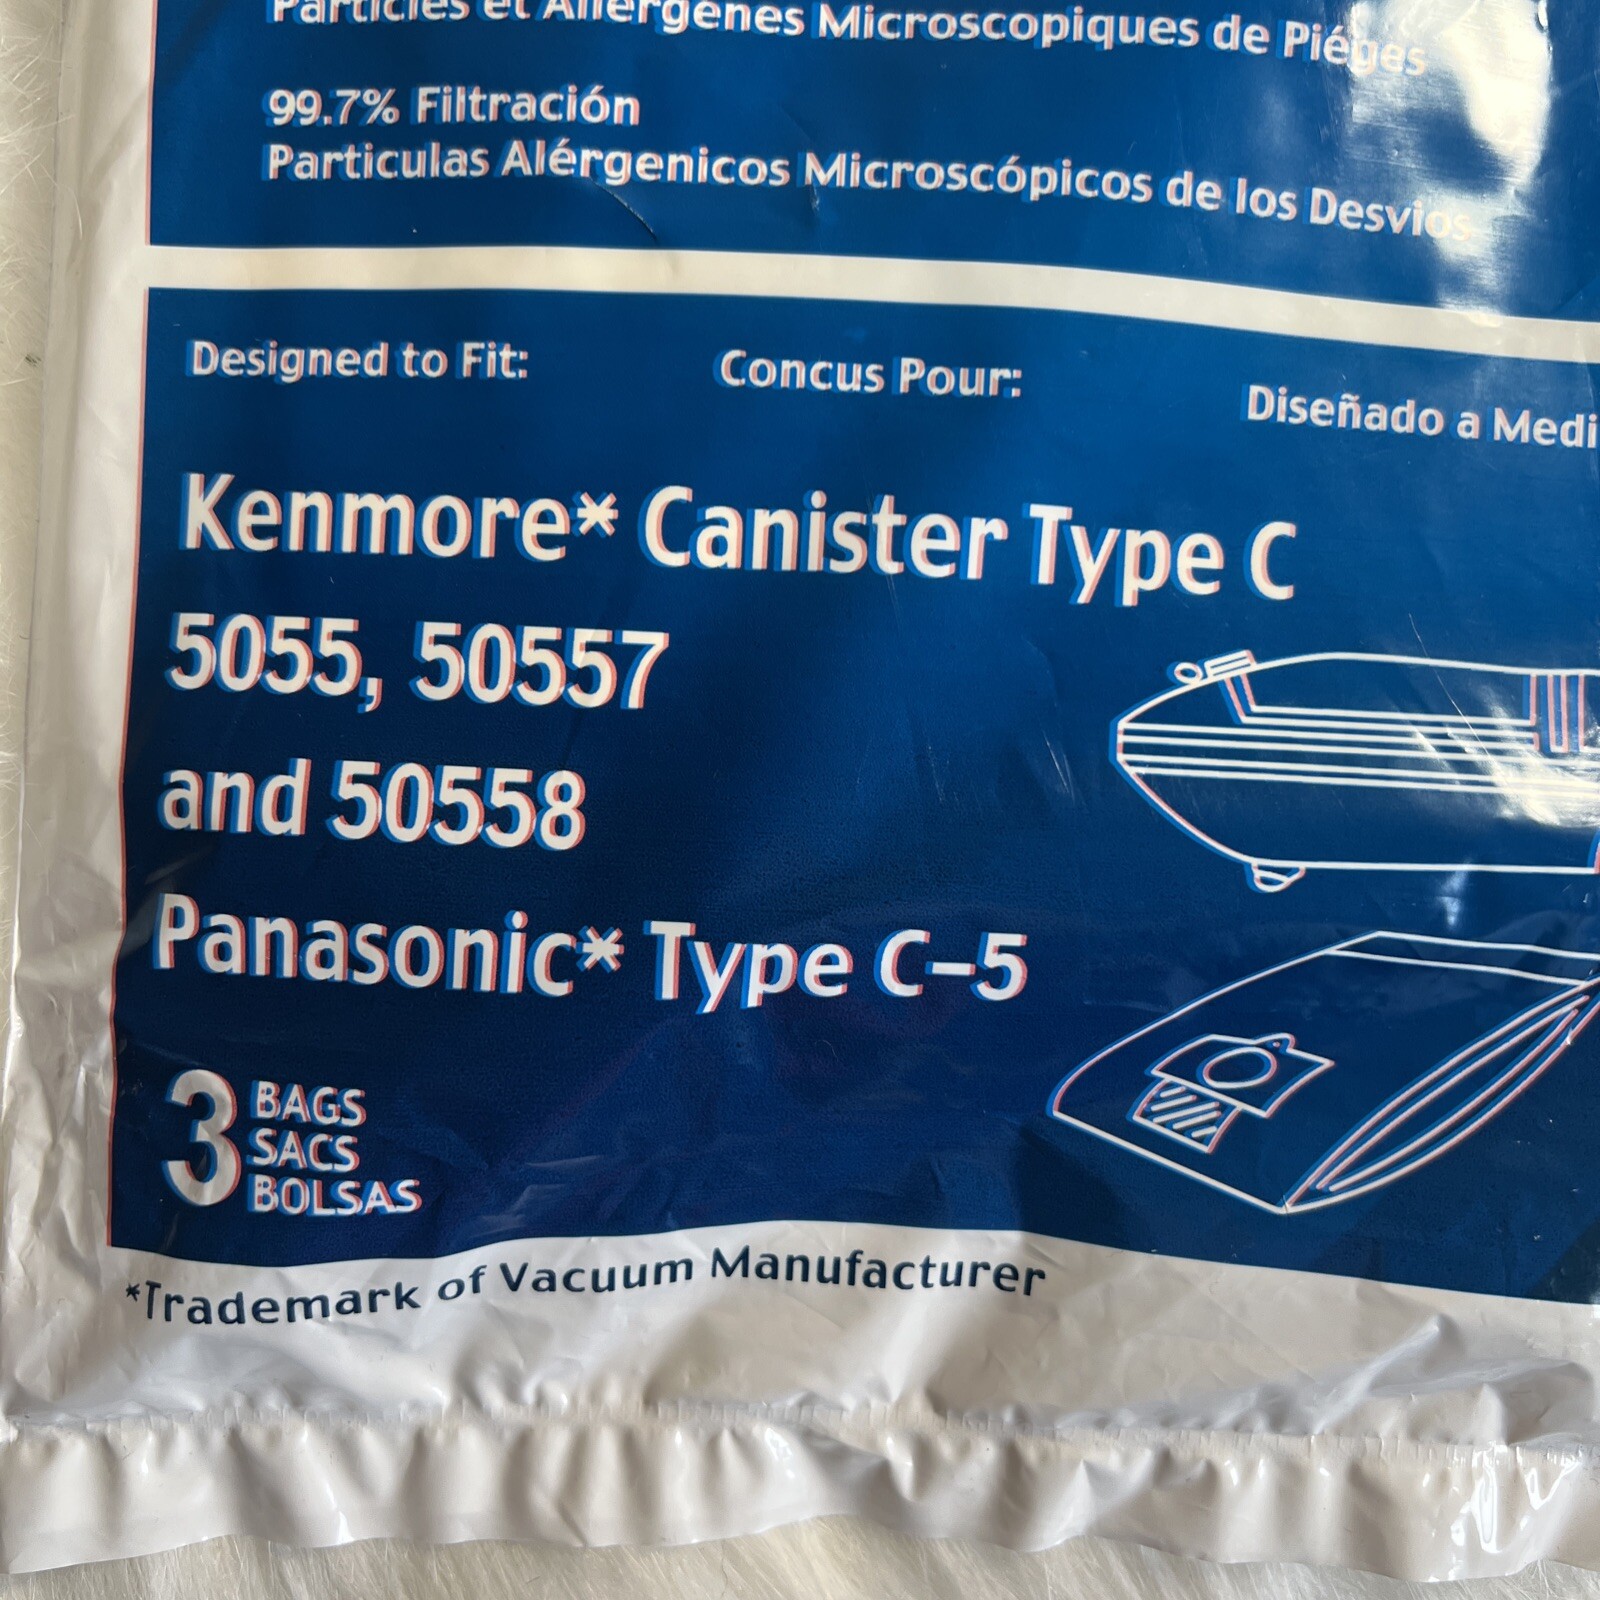 Particles et Allergènes Microscopiques de Piéges
99.7% Filtración
Particulas Alérgenicos Microscópicos de los Desvios
Designed to Fit:
Concus Pour:
Diseñado a Medi
Kenmore* Canister Type C
5055, 50557
and 50558
Panasonic* Type C-5
3 BAGS
SACS
BOLSAS
*Trademark of Vacuum Manufacturer